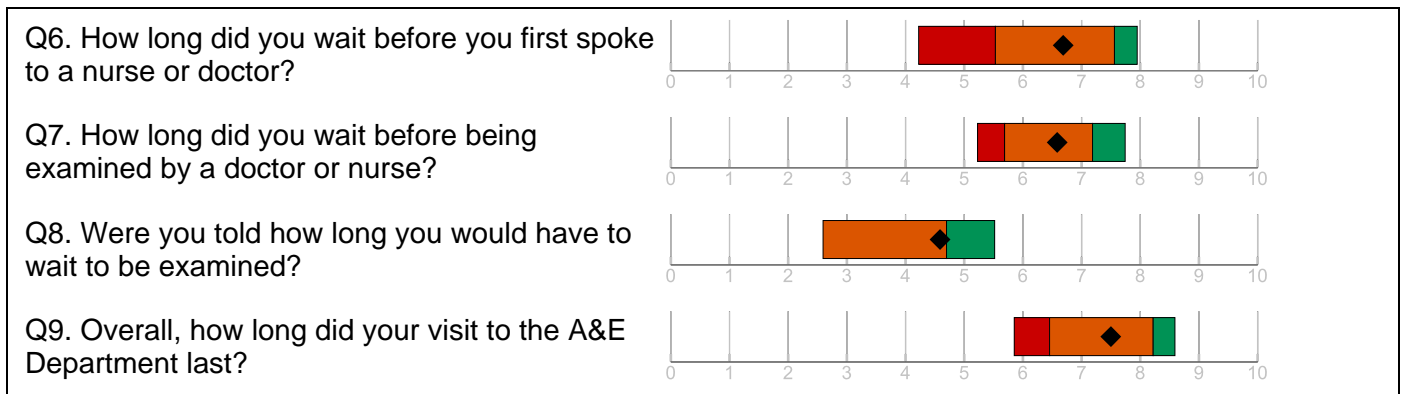 Q6. How long did you wait before you first spoke
to a nurse or doctor?
0 1 2 3 4 5 6 7 8 9 10
Q7. How long did you wait before being
examined by a doctor or nurse?
0 1 2 3 4 5 6 7 8 9 10
Q8. Were you told how long you would have to
wait to be examined?
0 1 2 3 4 5 6 7 8 9 10
Q9. Overall, how long did your visit to the A&E
Department last?
0 1 2 3 4 5 6 7 8 9 10